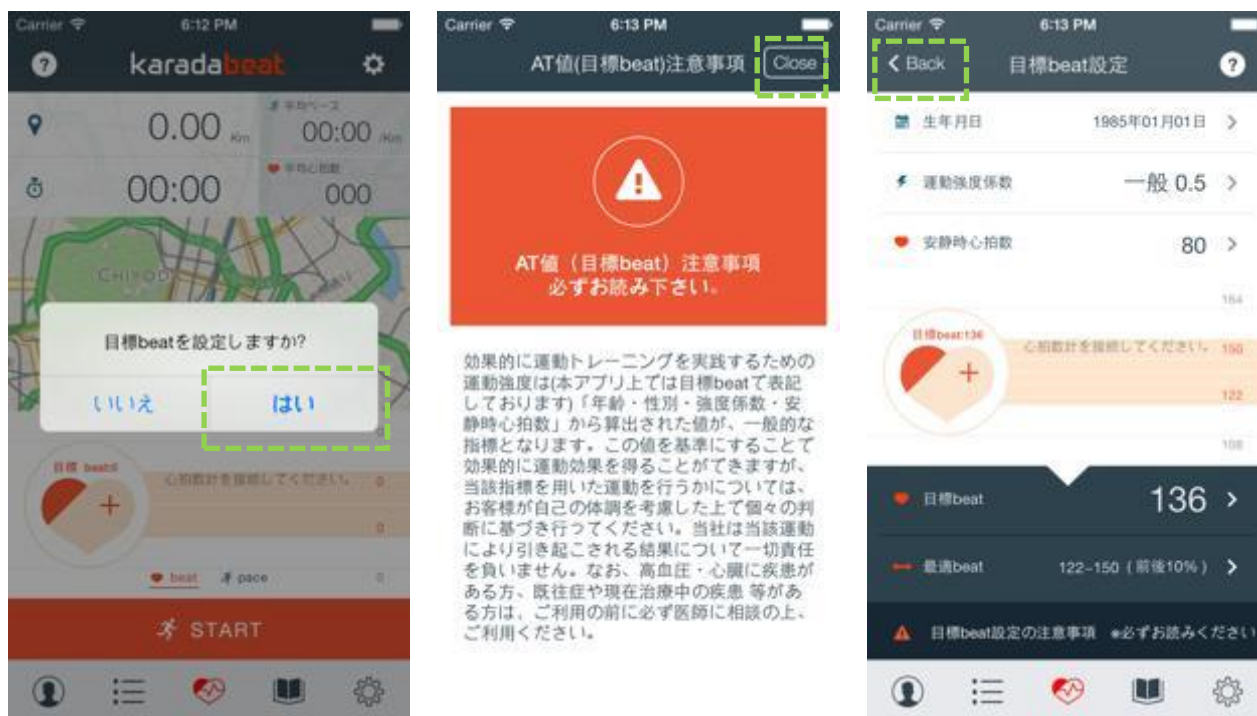 Carrier 6:12 PM
karadabeat
0.00 Km
平均ペース
00:00 /Km
00:00
平均心拍数
000
CHIYOD
目標beatを設定しますか?
いいえ はい
0
目標 beat:0
心拍数計を接続してください。 0
0
beat pace 0
START
Carrier 6:13 PM
AT値(目標beat)注意事項 Close
AT値（目標beat）注意事項
必ずお読み下さい。
効果的に運動トレーニングを実践するための
運動強度は(本アプリ上では目標beatで表記
しております)「年齢・性別・強度係数・安
静時心拍数」から算出された値が、一般的な
指標となります。この値を基準にすることで
効果的に運動効果を得ることができますが、
当該指標を用いた運動を行うかについては、
お客様が自己の体調を考慮した上で個々の判
断に基づき行ってください。当社は当該運動
により引き起こされる結果について一切責任
を負いません。なお、高血圧・心臓に疾患が
ある方、既往症や現在治療中の疾患 等があ
る方は、ご利用の前に必ず医師に相談の上、
ご利用ください。
Carrier 6:13 PM
Back 目標beat設定
生年月日 1985年01月01日
運動強度係数 一般 0.5
安静時心拍数 80
164
目標beat:136
心拍数計を接続してください。 150
122
108
目標beat 136
最適beat 122-150 ( 前後10% )
目標beat設定の注意事項 ※必ずお読みください